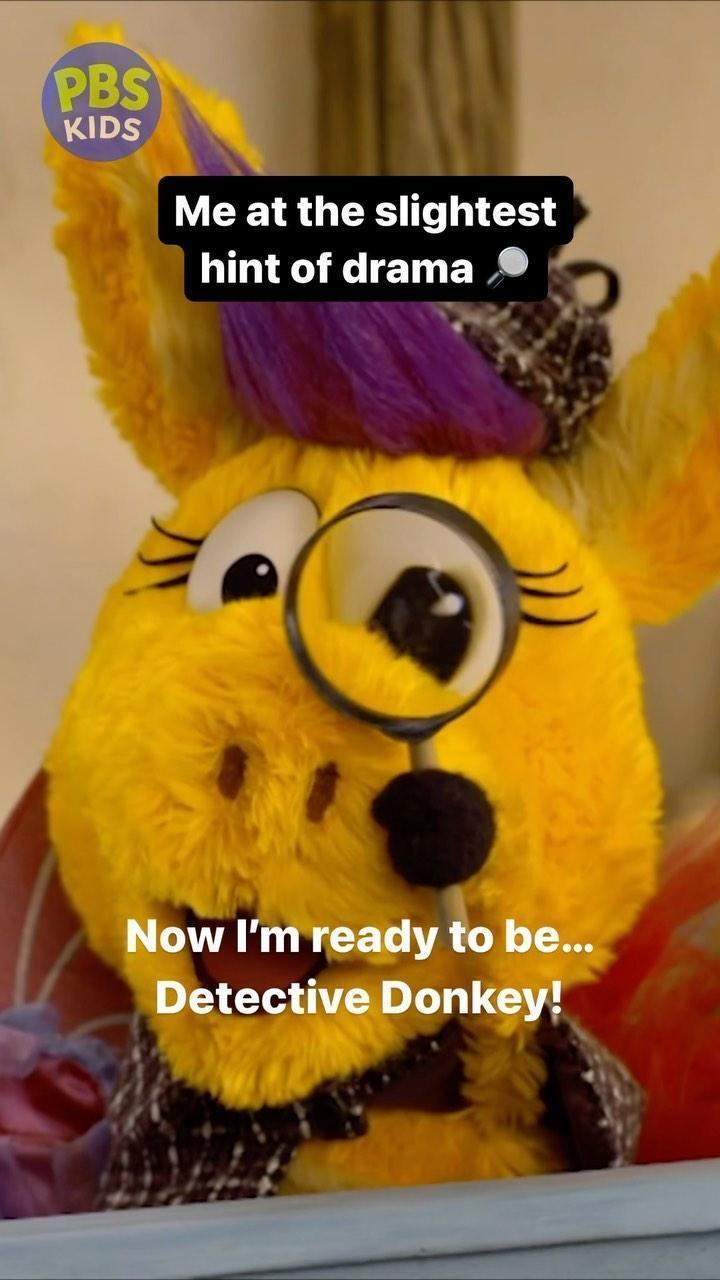 PBS
KIDS
Me at the slightest
hint of drama 🔎
Now I'm ready to be...
Detective Donkey!